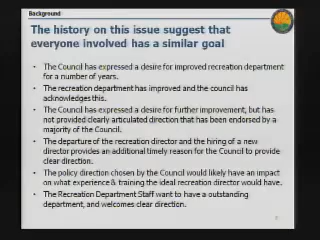 Background
The history on this issue suggest that
everyone involved has a similar goal
• The Council has expressed a desire for improved recreation department
for a number of years.
• The recreation department has improved and the council has
acknowledges this.
• The Council has expressed a desire for further improvement, but has
not provided clearly articulated direction that has been endorsed by a
majority of the Council.
• The departure of the recreation director and the hiring of a new
director provides an additional timely reason for the Council to provide
clear direction.
• The policy direction chosen by the Council would likely have an impact
on what experience & training the ideal recreation director would have.
• The Recreation Department Staff want to have an outstanding
department, and welcomes clear direction.